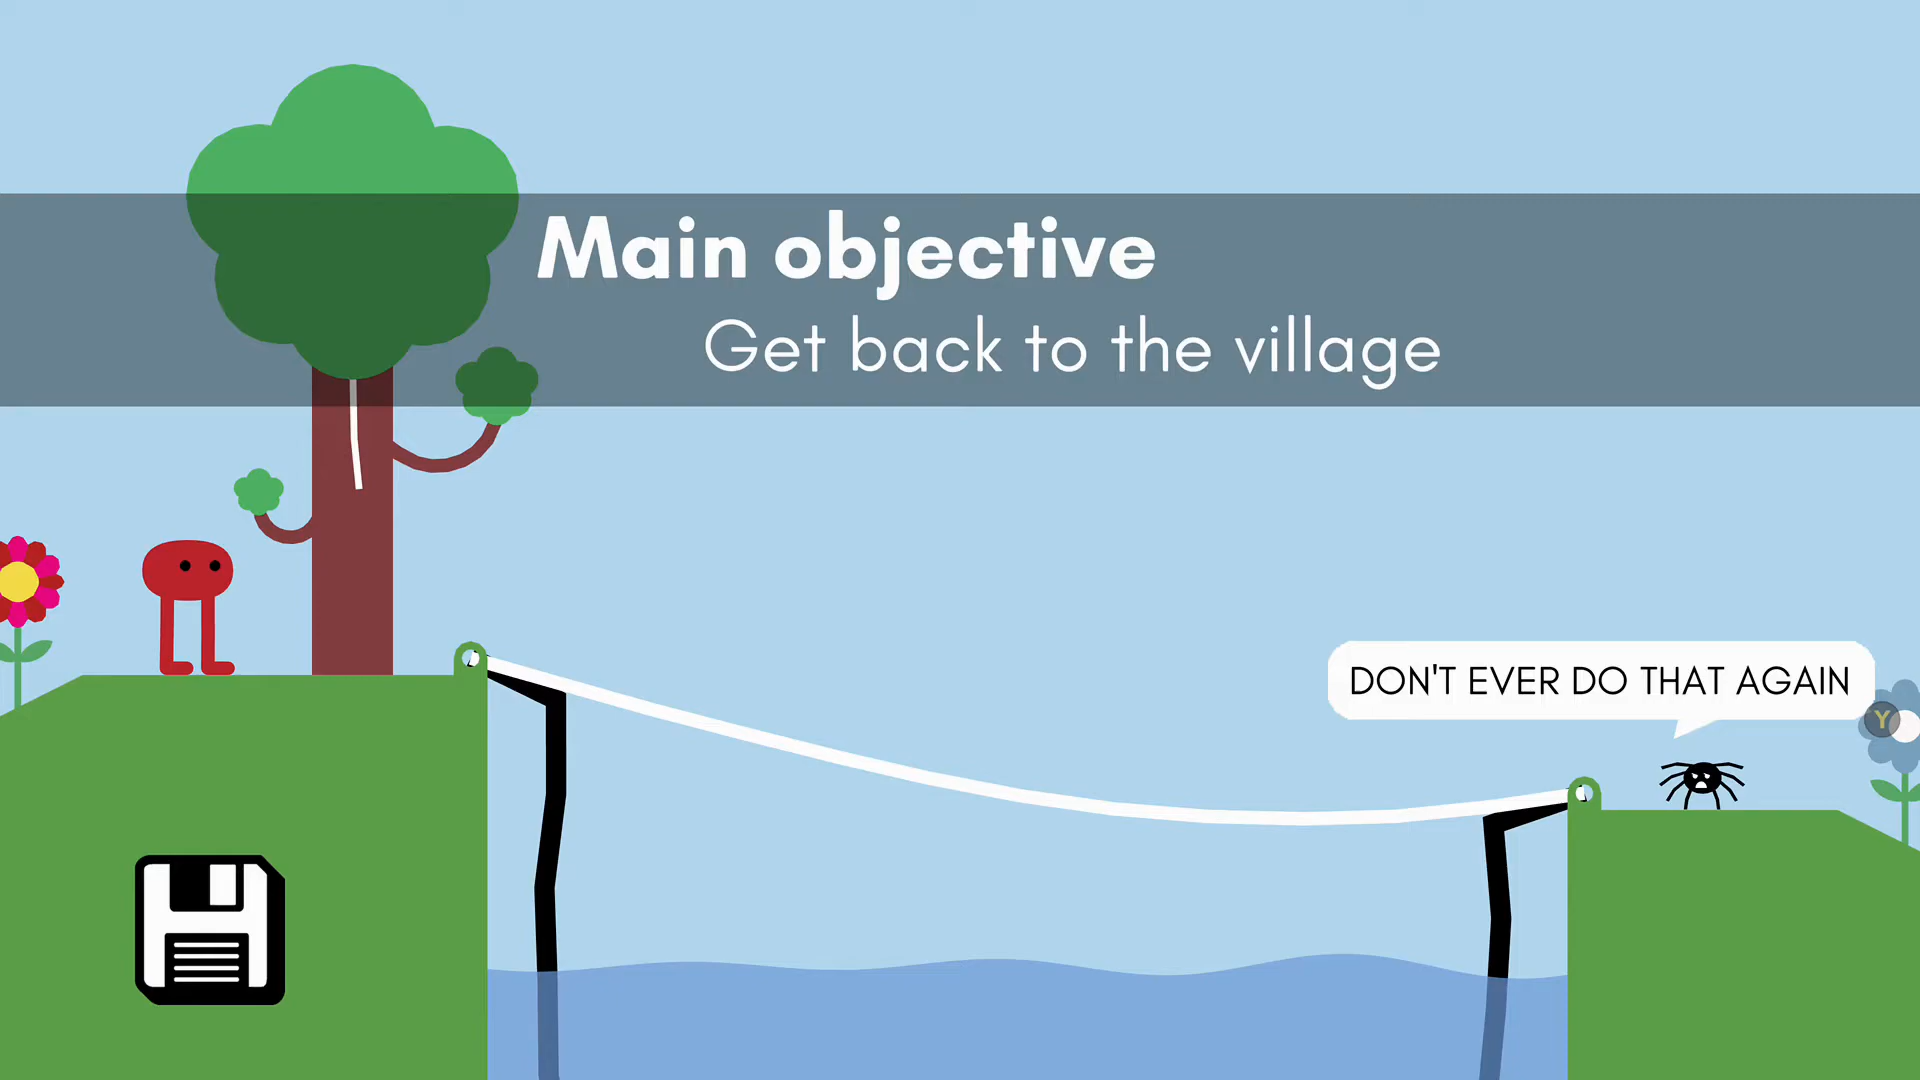 Main objective
Get back to the village
DON'T EVER DO THAT AGAIN
Y